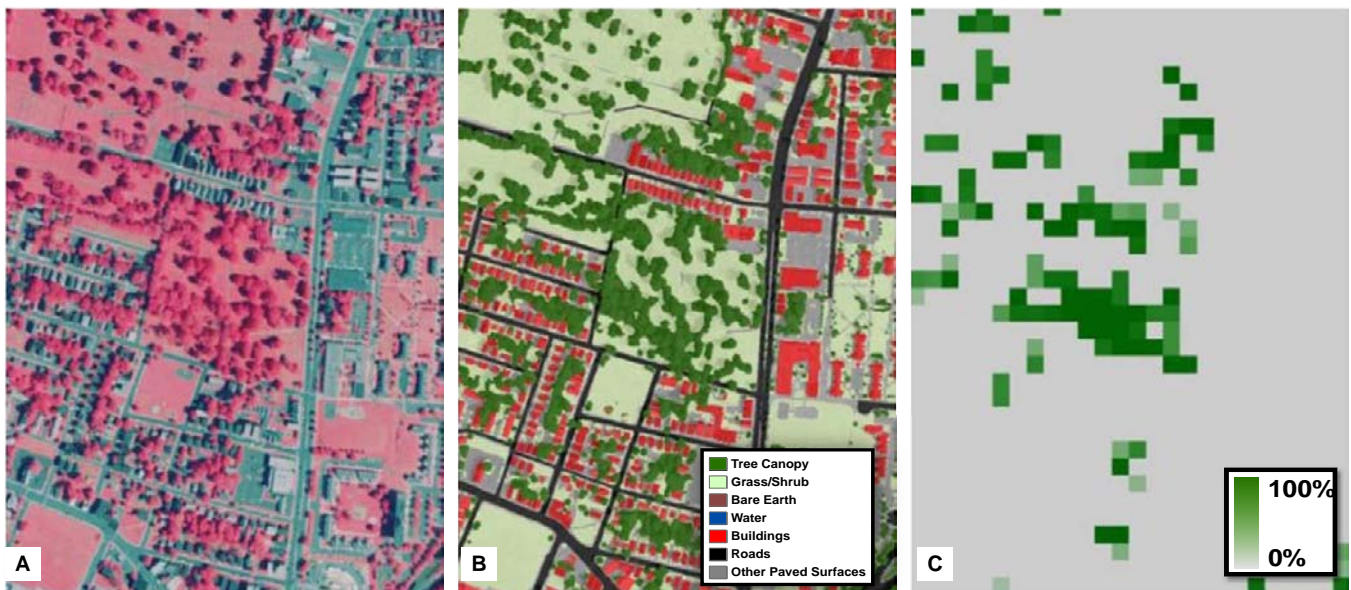 A
B
Tree Canopy
Grass/Shrub
Bare Earth
Water
Buildings
Roads
Other Paved Surfaces
C
100%
0%